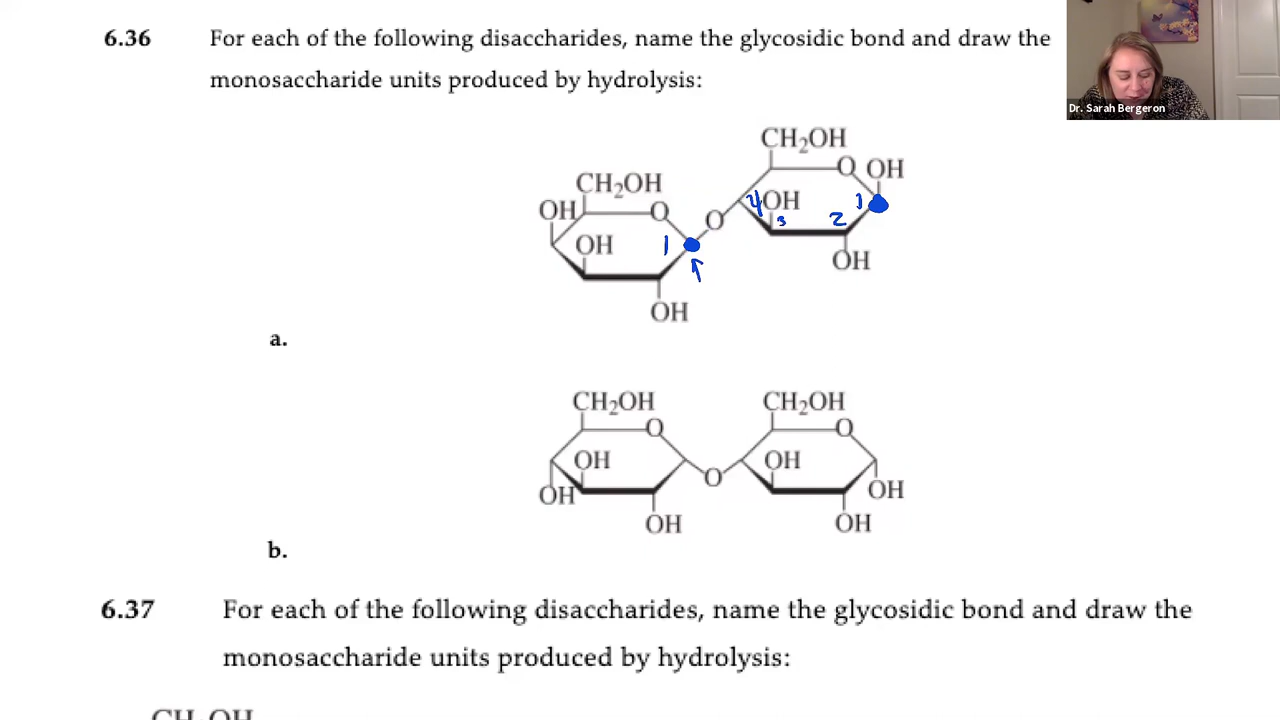 6.36 For each of the following disaccharides, name the glycosidic bond and draw the
monosaccharide units produced by hydrolysis:
Dr. Sarah Bergeron
CH2OH
O OH
CH2OH
4 OH 1
OH O
O 3 2
OH 1
OH
OH
a.
CH2OH CH2OH
O O
OH OH
O
OH OH
OH OH
b.
6.37 For each of the following disaccharides, name the glycosidic bond and draw the
monosaccharide units produced by hydrolysis:
CH2OH